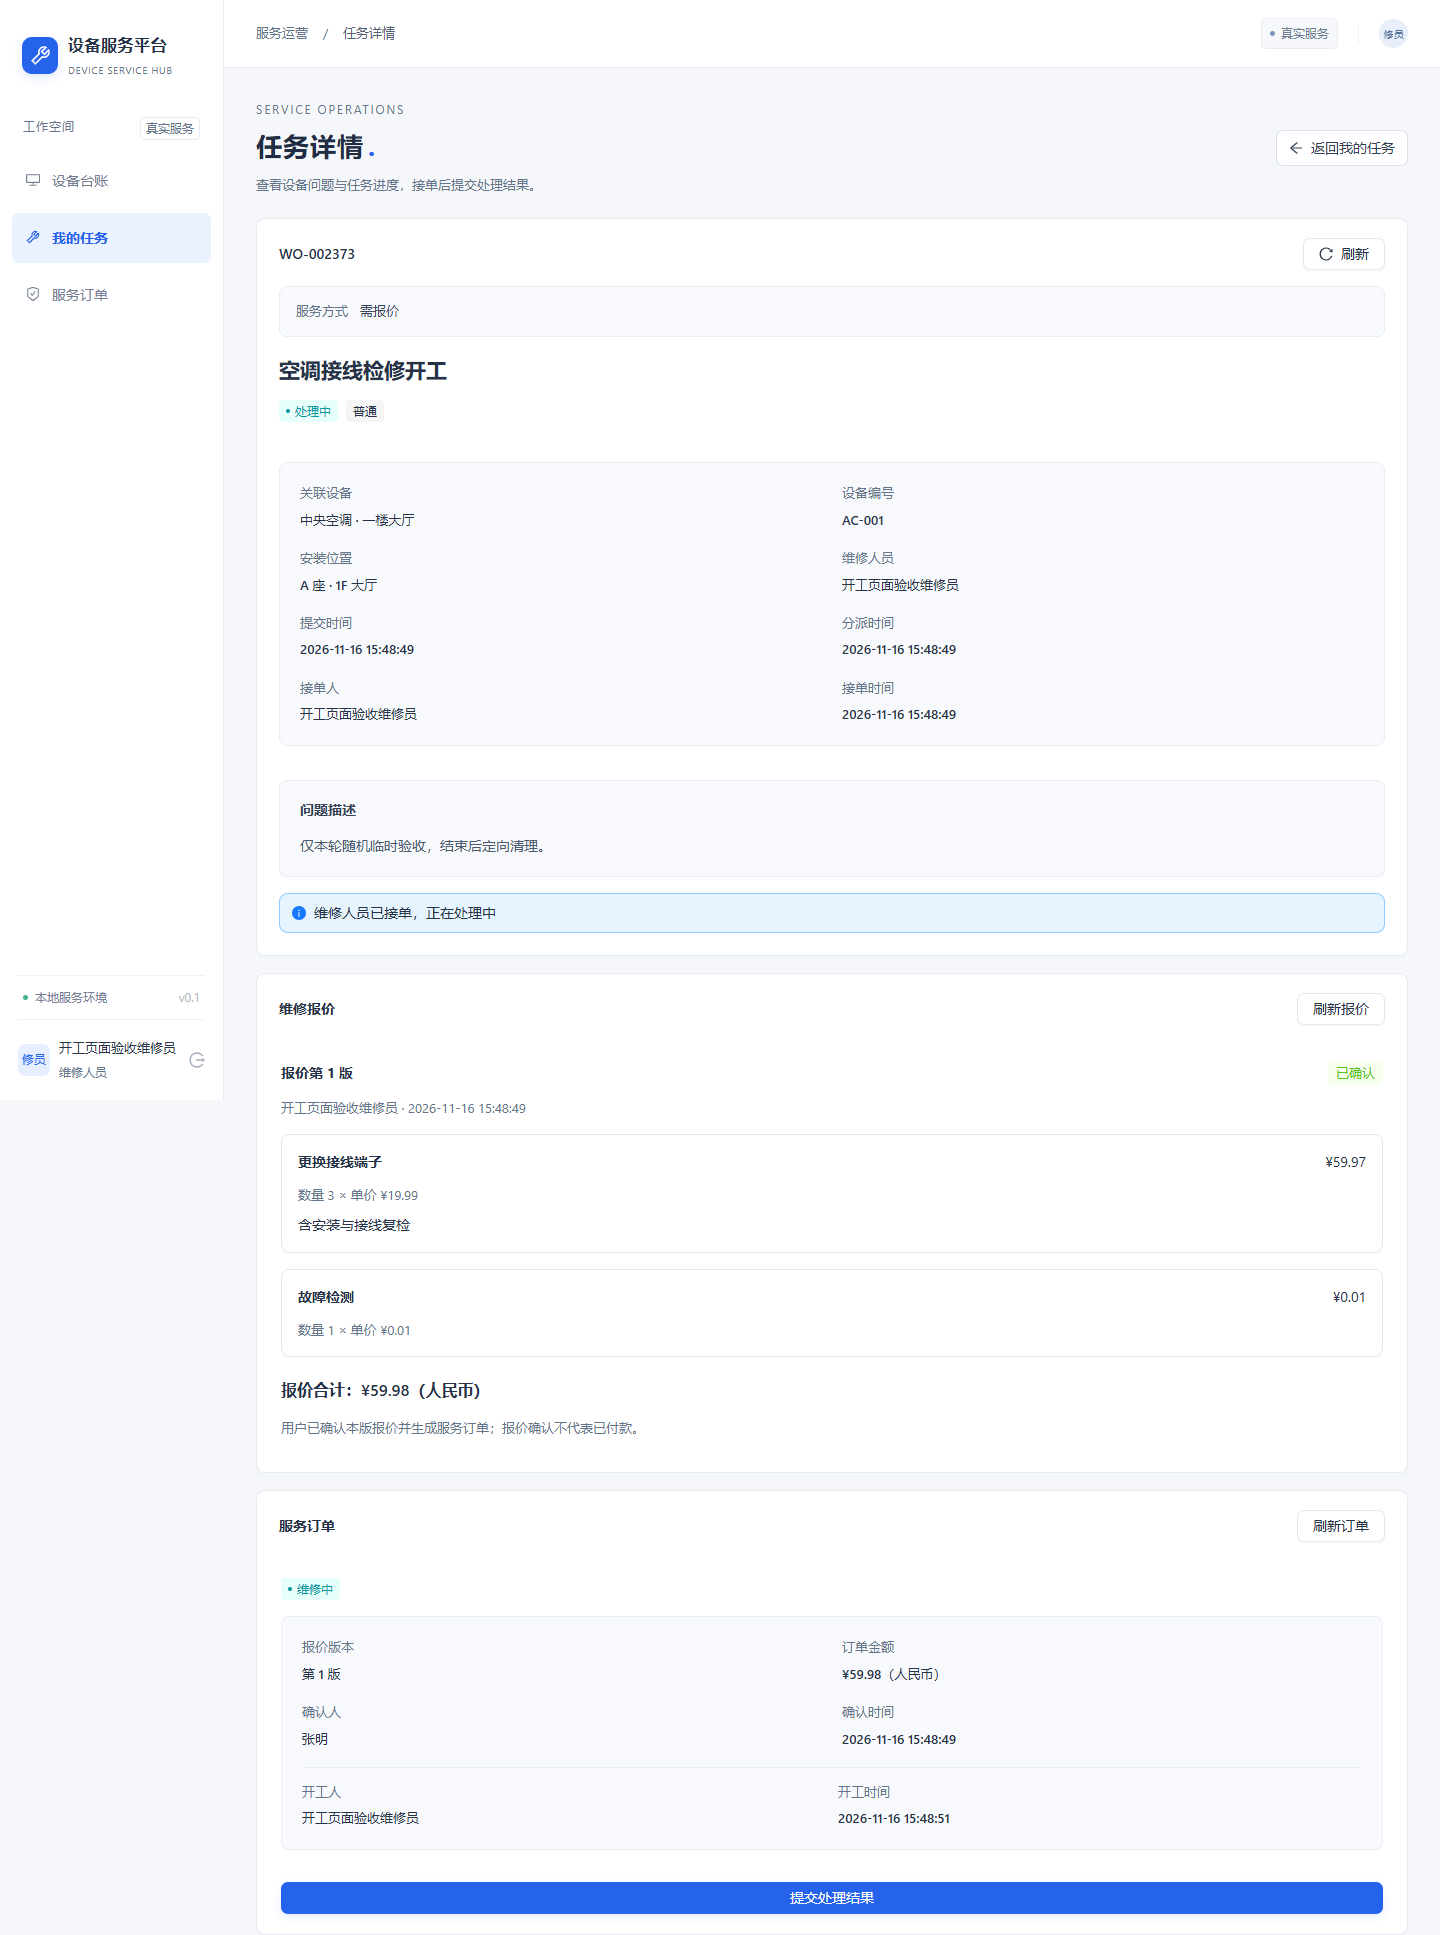 设备服务平台
DEVICE SERVICE HUB
工作空间
真实服务
设备台账
我的任务
服务订单
本地服务环境
v0.1
修员
开工页面验收维修员
维修人员
服务运营 / 任务详情
真实服务
修员
SERVICE OPERATIONS
任务详情.
查看设备问题与任务进度，接单后提交处理结果。
返回我的任务
WO-002373
刷新
服务方式 需报价
空调接线检修开工
处理中
普通
关联设备
中央空调 · 一楼大厅
设备编号
AC-001
安装位置
A 座 · 1F 大厅
维修人员
开工页面验收维修员
提交时间
2026-11-16 15:48:49
分派时间
2026-11-16 15:48:49
接单人
开工页面验收维修员
接单时间
2026-11-16 15:48:49
问题描述
仅本轮随机临时验收，结束后定向清理。
维修人员已接单，正在处理中
维修报价
刷新报价
报价第 1 版
已确认
开工页面验收维修员 · 2026-11-16 15:48:49
更换接线端子
¥59.97
数量 3 × 单价 ¥19.99
含安装与接线复检
故障检测
¥0.01
数量 1 × 单价 ¥0.01
报价合计：¥59.98（人民币）
用户已确认本版报价并生成服务订单；报价确认不代表已付款。
服务订单
刷新订单
维修中
报价版本
第 1 版
订单金额
¥59.98（人民币）
确认人
张明
确认时间
2026-11-16 15:48:49
开工人
开工页面验收维修员
开工时间
2026-11-16 15:48:51
提交处理结果